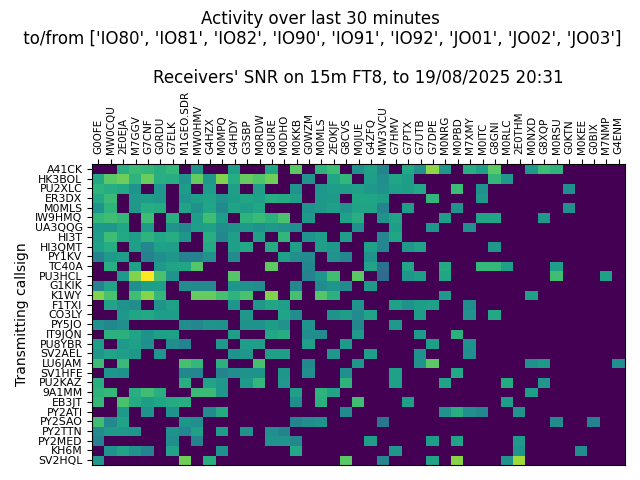 Activity over last 30 minutes
to/from ['IO80', 'IO81', 'IO82', 'IO90', 'IO91', 'IO92', 'JO01', 'JO02', 'JO03']
Receivers' SNR on 15m FT8, to 19/08/2025 20:31
G0OFE
MW0CQU
2E0EJA
M7GGV
G7CNF
G0RDU
G7ELK
M1GEO.SDR
MW0HMV
G4HZX
M0MPQ
G4HDY
G3SBP
M0RDW
G8URE
M0DHO
M0KKB
G0WZM
M0MLS
2E0KJF
G8CVS
M0JUE
G4ZFQ
MW3VCU
G7HMV
G7PTX
G7UTB
G7DPE
M0NRG
M0PBD
M7XMY
M0ITC
G8GNI
M0RLC
2E0THM
M0NXD
G8XQP
M0RSU
G0KTN
M0KEE
G0BIX
M7NMP
G4ENM
Transmitting callsign
A41CK
HK3BOL
PU2XLC
ER3DX
M0MLS
IW9HMQ
UA3QQG
HI3T
HI3QMT
PY1KV
TC40A
PU3HCL
G1KIK
K1WY
F1TXI
CO3LY
PY5JO
IT9JQN
PU8YBR
SV2AEL
LU6JAM
SV1HFE
PU2KAZ
9A1MM
EB3JT
PY2ATI
PY2SAO
PY2TTN
PY2MED
KH6M
SV2HQL